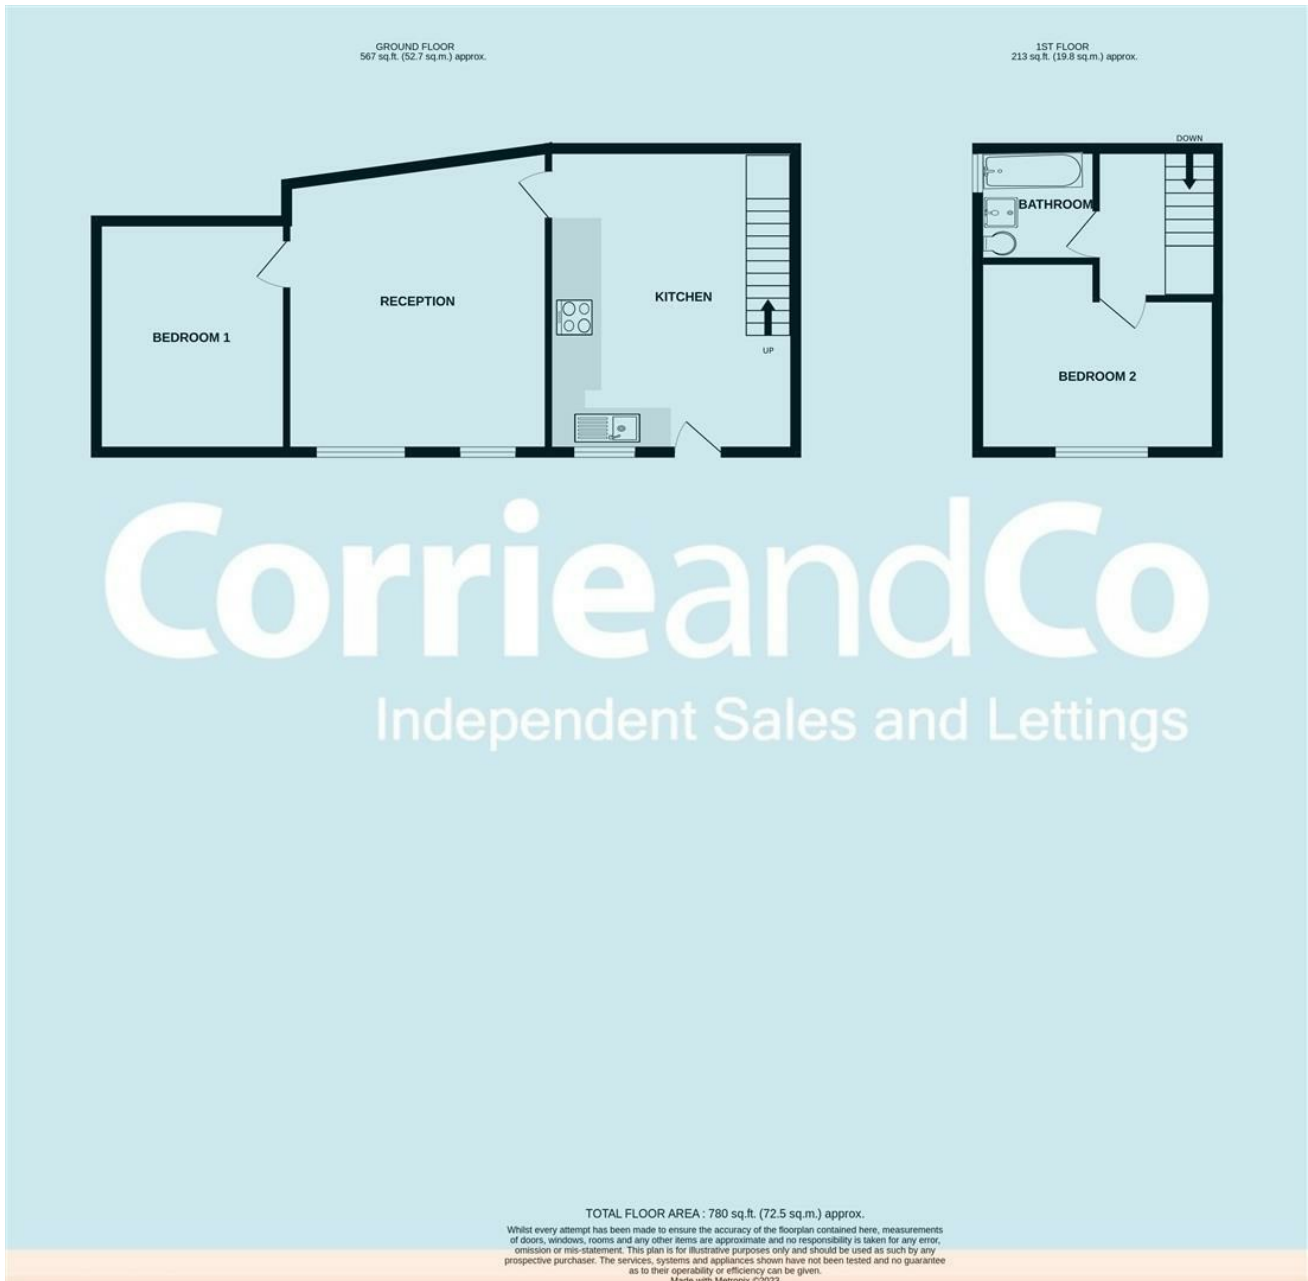 GROUND FLOOR
567 sq.ft. (52.7 sq.m.) approx.
1ST FLOOR
213 sq.ft. (19.8 sq.m.) approx.
DOWN
BATHROOM
RECEPTION
KITCHEN
BEDROOM 1
UP
BEDROOM 2
CorrieandCo
Independent Sales and Lettings
TOTAL FLOOR AREA : 780 sq.ft. (72.5 sq.m.) approx.
Whilst every attempt has been made to ensure the accuracy of the floorplan contained here, measurements
of doors, windows, rooms and any other items are approximate and no responsibility is taken for any error,
omission or mis-statement. This plan is for illustrative purposes only and should be used as such by any
prospective purchaser. The services, systems and appliances shown have not been tested and no guarantee
as to their operability or efficiency can be given.
Made with Metropix ©2023